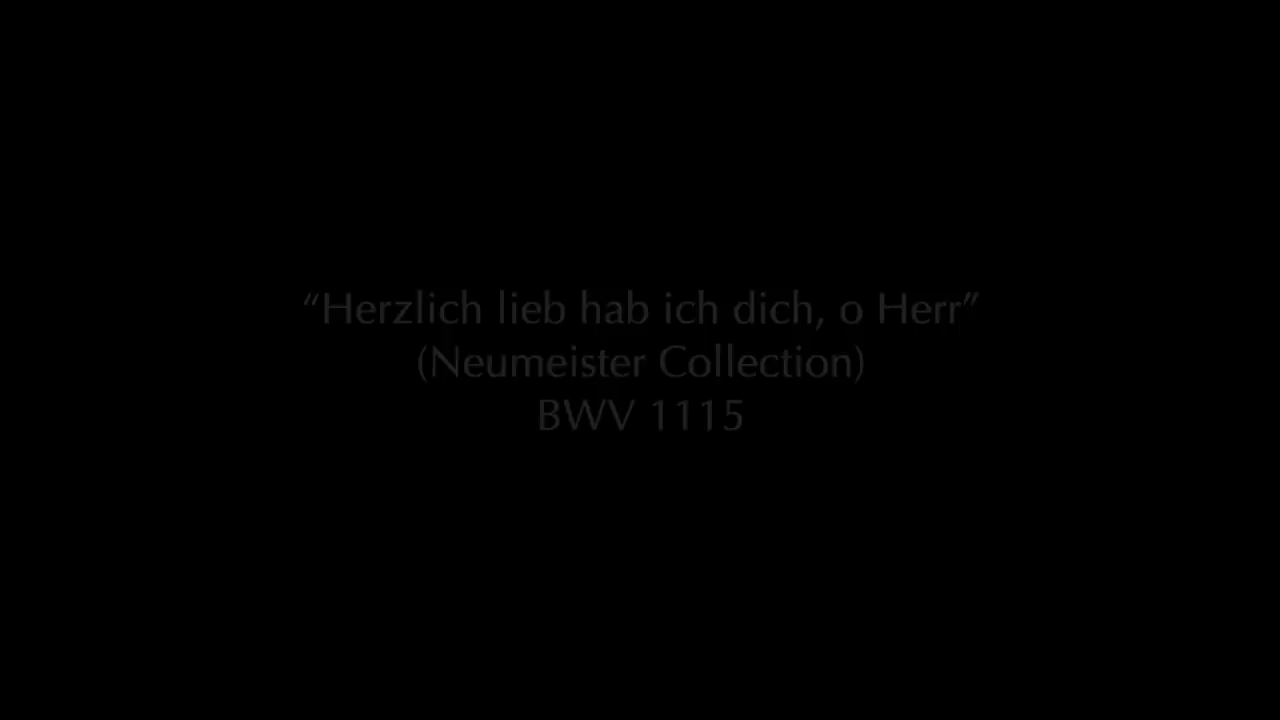 “Herzlich lieb hab ich dich, o Herr”
(Neumeister Collection)
BWV 1115